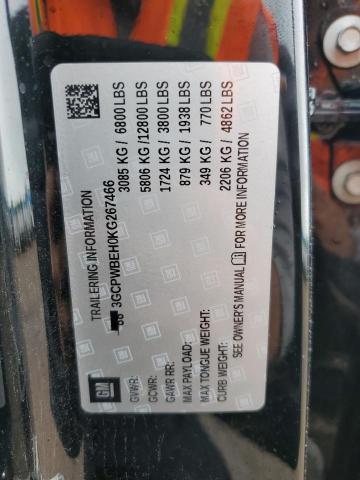 GM
TRAILERING INFORMATION
3GCPWBEH0KG267466
GVWR: 3085 KG / 6800 LBS
GCWR: 5806 KG / 12800 LBS
GAWR RR: 1724 KG / 3800 LBS
MAX PAYLOAD: 879 KG / 1938 LBS
MAX TONGUE WEIGHT: 349 KG / 770 LBS
CURB WEIGHT: 2206 KG / 4862 LBS
SEE OWNER'S MANUAL FOR MORE INFORMATION